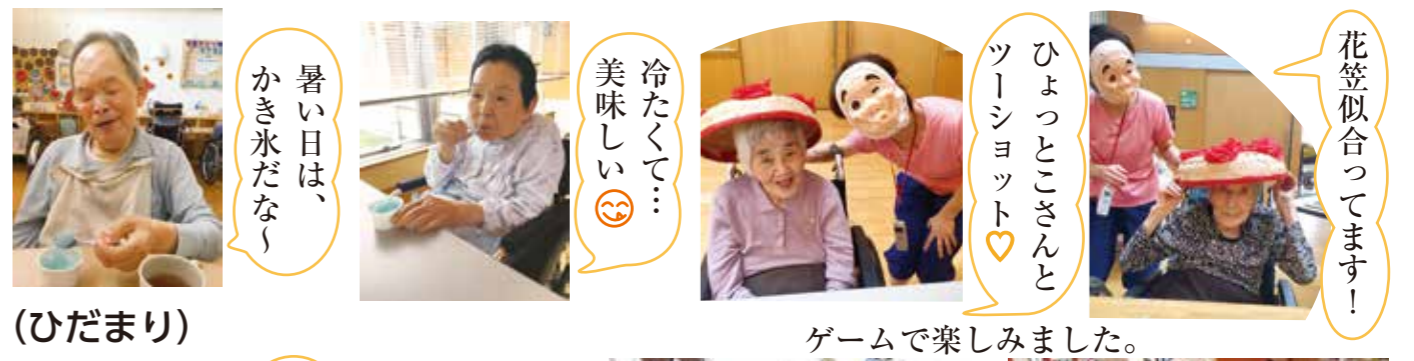 暑い日は、
かき氷だな～
冷たくて…
美味しい😋
ひょっとこさんと
ツーショット♡
花笠似合ってます！
(ひだまり)
ゲームで楽しみました。